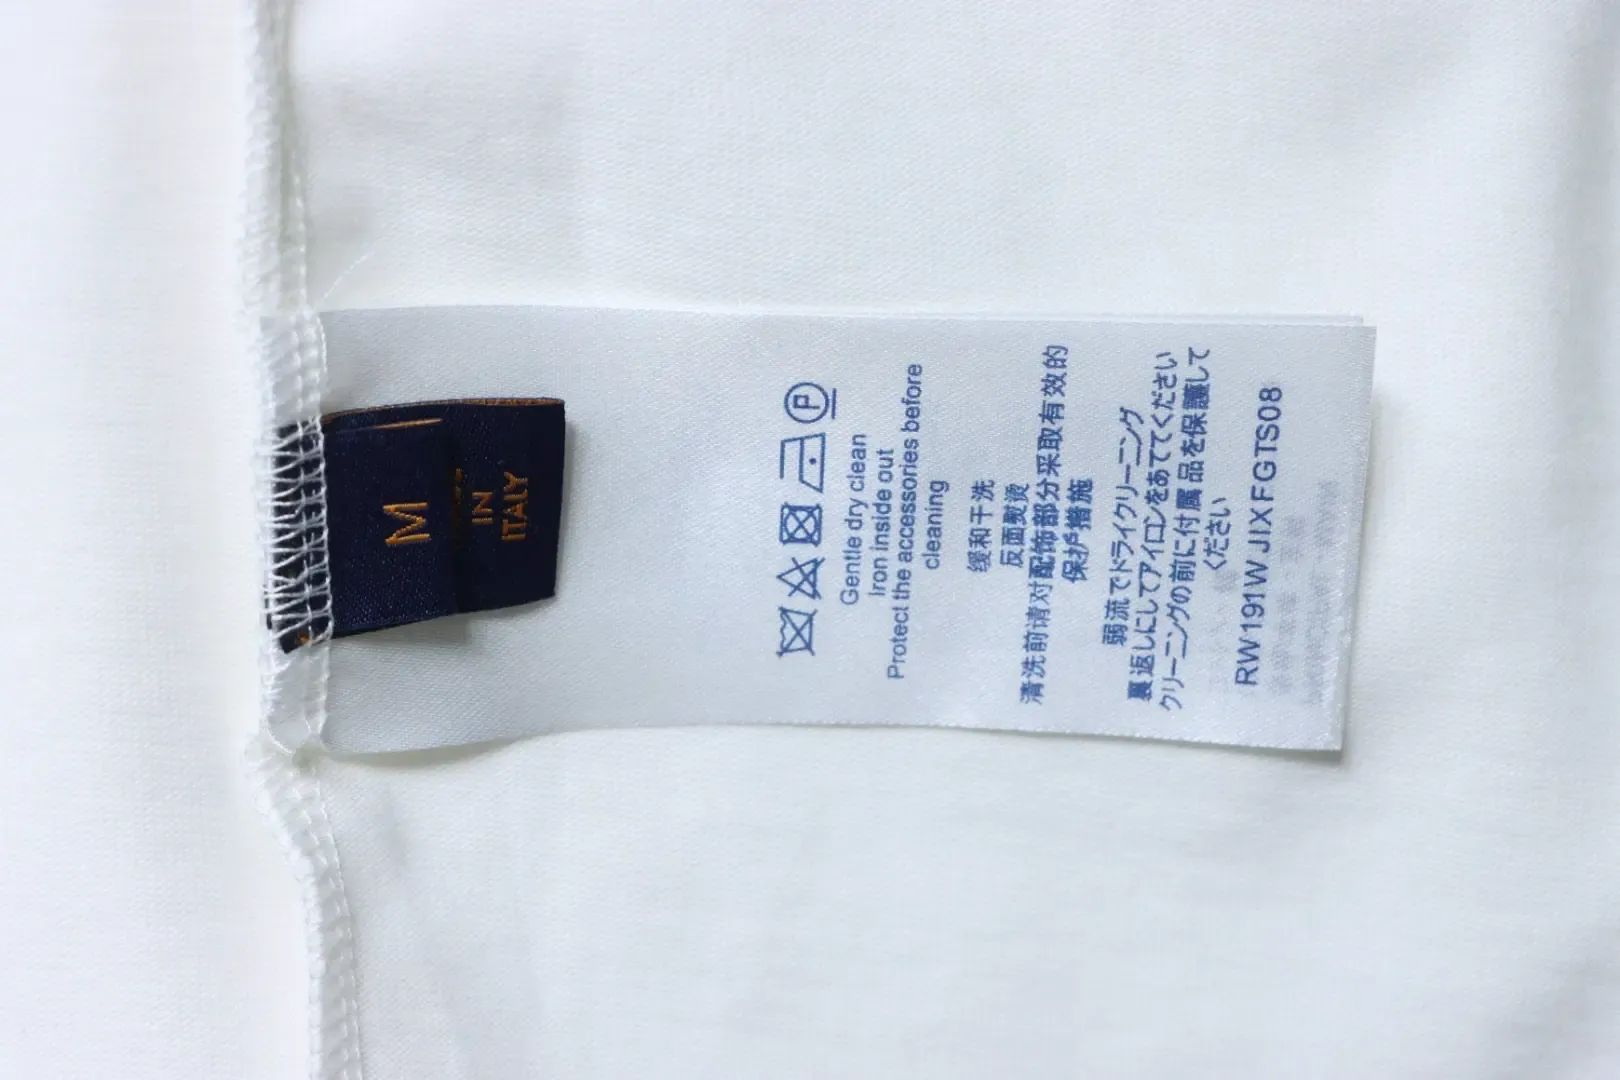 M
IN
ITALY
P
Gentle dry clean
Iron inside out
Protect the accessories before
cleaning
缓和干洗
反面熨烫
清洗前请对配饰部分采取有效的
保护措施
弱流でドライクリーニング
裏返しにしてアイロンをあててください
クリーニングの前に付属品を保護して
ください
RW191WJIXFGTS08